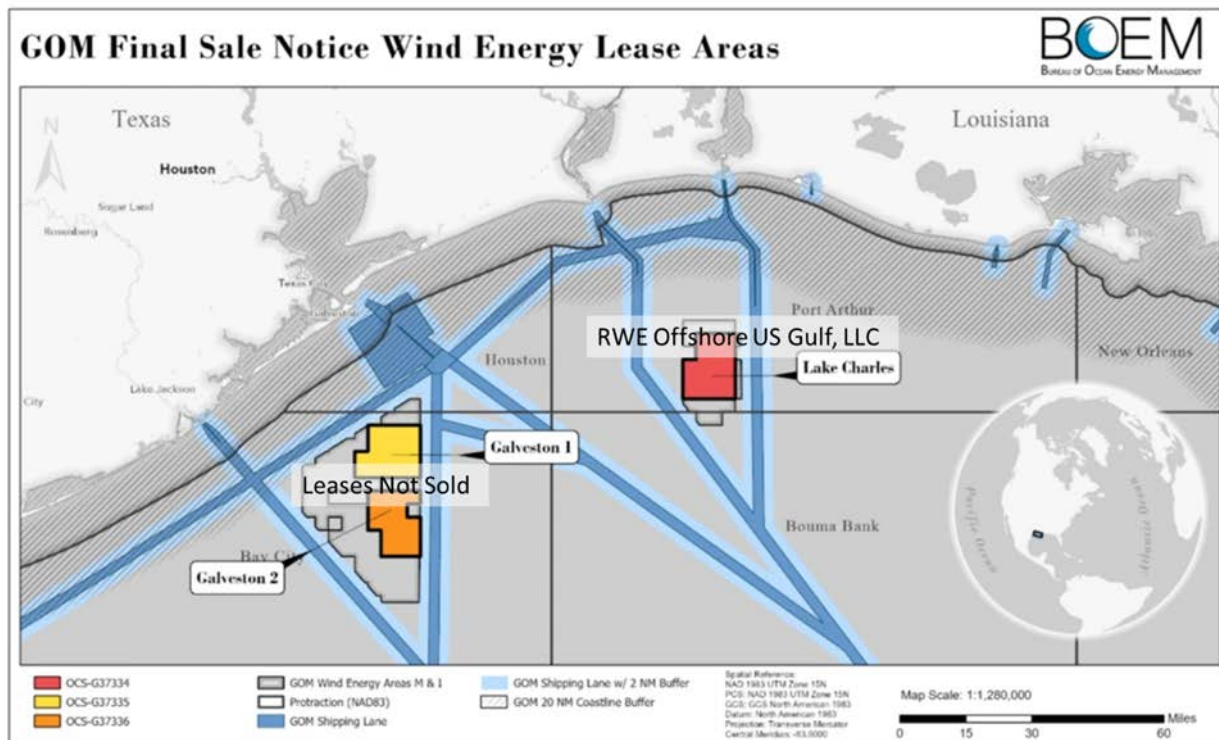 GOM Final Sale Notice Wind Energy Lease Areas
BOEM
BUREAU OF OCEAN ENERGY MANAGEMENT
Texas
Louisiana
N
Houston
Sugar Land
Rosenberg
Texas City
Galveston
Port Arthur
RWE Offshore US Gulf, LLC
Houston
New Orleans
Lake Charles
Lake Jackson
City
Galveston 1
Leases Not Sold
Bouma Bank
Bay City
Galveston 2
Pacific Ocean
Atlantic Ocean
OCS-G37334
OCS-G37335
OCS-G37336
GOM Wind Energy Areas M & I
Protraction (NAD83)
GOM Shipping Lane
GOM Shipping Lane w/ 2 NM Buffer
GOM 20 NM Coastline Buffer
Spatial Reference:
NAD 1983 UTM Zone 15N
PCS: NAD 1983 UTM Zone 15N
GCS: GCS North American 1983
Datum: North American 1983
Projection: Transverse Mercator
Central Meridian: -93.0000
Map Scale: 1:1,280,000
Miles
0 15 30 60